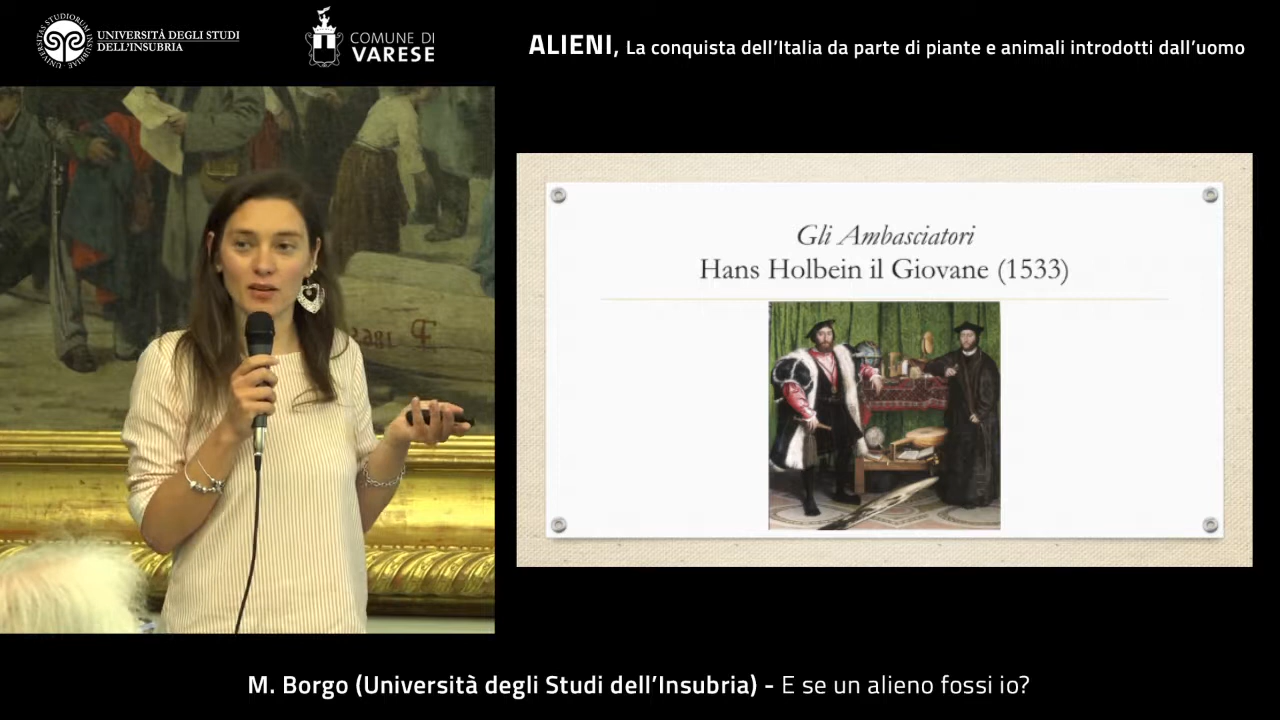 UNIVERSITÀ DEGLI STUDI
DELL'INSUBRIA
COMUNE DI
VARESE
ALIENI, La conquista dell'Italia da parte di piante e animali introdotti dall'uomo
Gli Ambasciatori
Hans Holbein il Giovane (1533)
M. Borgo (Università degli Studi dell'Insubria) - E se un alieno fossi io?